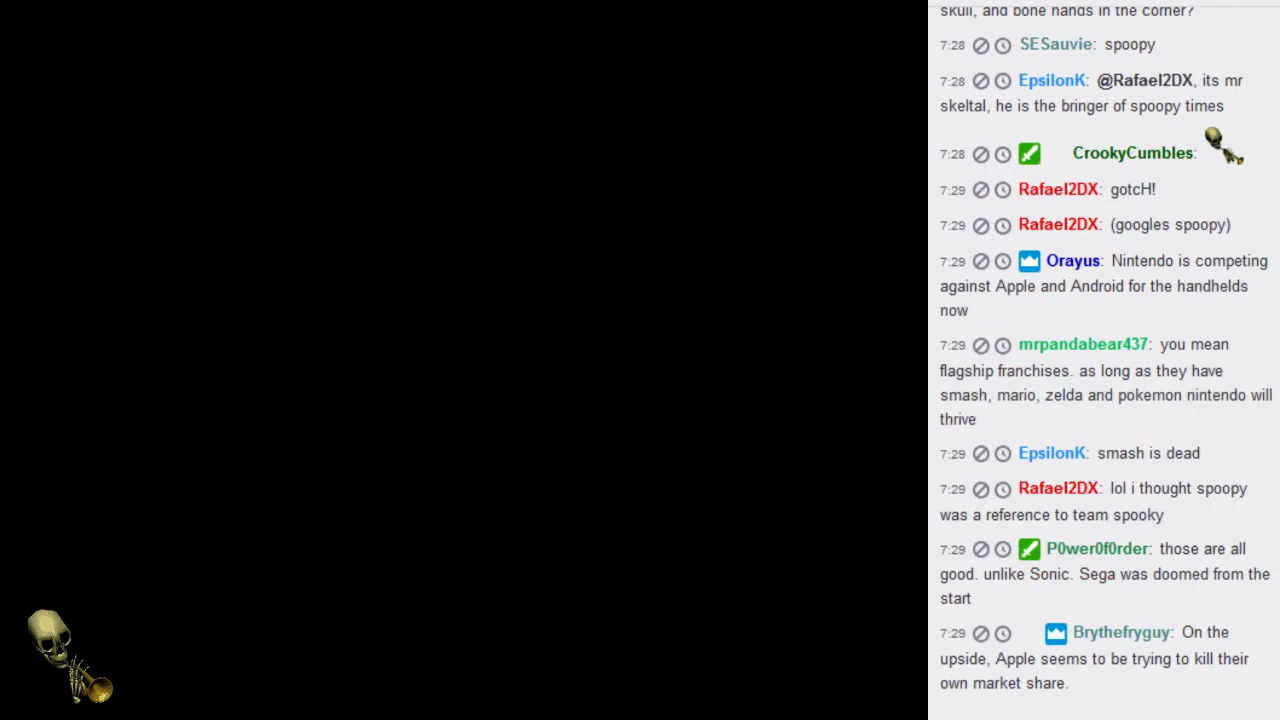 skull, and bone hands in the corner?
7:28 SESauvie: spoopy
7:28 EpsilonK: @Rafael2DX, its mr
skeltal, he is the bringer of spoopy times
7:28 CrookyCumbles:
7:29 Rafael2DX: gotcH!
7:29 Rafael2DX: (googles spoopy)
7:29 Orayus: Nintendo is competing
against Apple and Android for the handhelds
now
7:29 mrpandabear437: you mean
flagship franchises. as long as they have
smash, mario, zelda and pokemon nintendo will
thrive
7:29 EpsilonK: smash is dead
7:29 Rafael2DX: lol i thought spoopy
was a reference to team spooky
7:29 P0wer0f0rder: those are all
good. unlike Sonic. Sega was doomed from the
start
7:29 Brythefryguy: On the
upside, Apple seems to be trying to kill their
own market share.